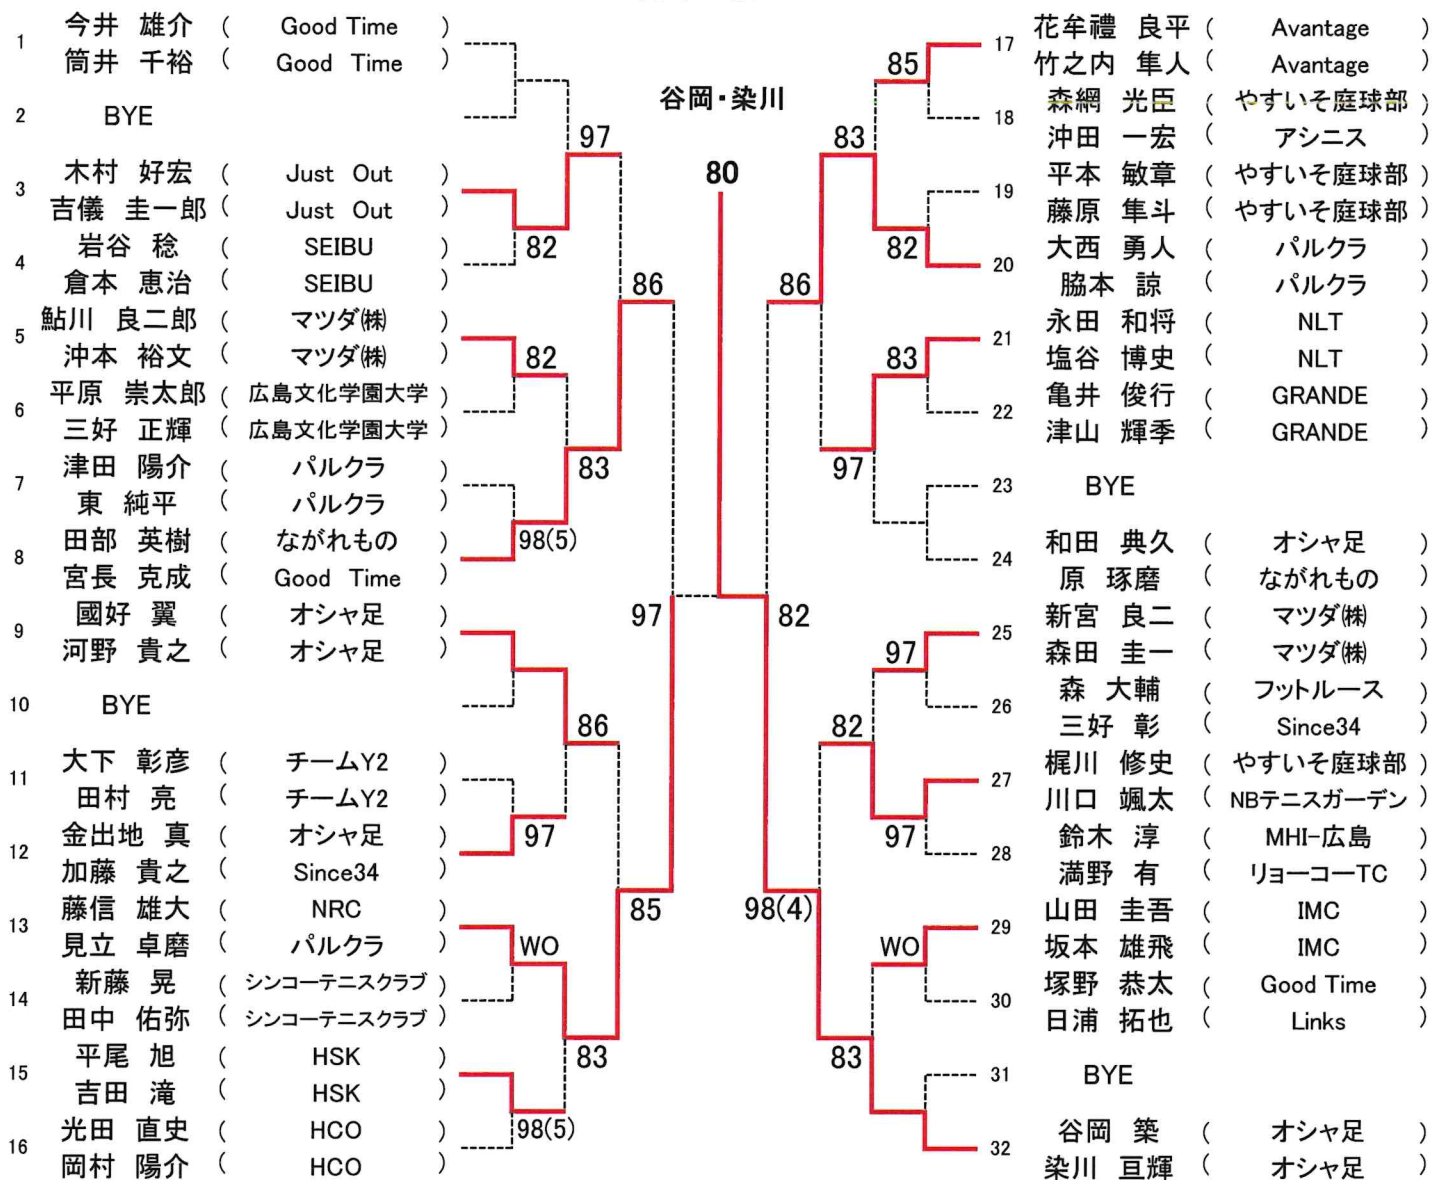 1 今井 雄介 ( Good Time )
筒井 千裕 ( Good Time )
2 BYE
3 木村 好宏 ( Just Out )
吉儀 圭一郎 ( Just Out )
4 岩谷 稔 ( SEIBU )
倉本 恵治 ( SEIBU )
5 鮎川 良二郎 ( マツダ㈱ )
沖本 裕文 ( マツダ㈱ )
6 平原 崇太郎 ( 広島文化学園大学 )
三好 正輝 ( 広島文化学園大学 )
7 津田 陽介 ( パルクラ )
東 純平 ( パルクラ )
8 田部 英樹 ( ながれもの )
宮長 克成 ( Good Time )
9 國好 翼 ( オシャ足 )
河野 貴之 ( オシャ足 )
10 BYE
11 大下 彰彦 ( チームY2 )
田村 亮 ( チームY2 )
12 金出地 真 ( オシャ足 )
加藤 貴之 ( Since34 )
13 藤信 雄大 ( NRC )
見立 卓磨 ( パルクラ )
14 新藤 晃 ( シンコーテニスクラブ )
田中 佑弥 ( シンコーテニスクラブ )
15 平尾 旭 ( HSK )
吉田 滝 ( HSK )
16 光田 直史 ( HCO )
岡村 陽介 ( HCO )
97
82
82
98(5)
83
86
86
97
WO
98(5)
83
85
97
谷岡・染川
80
85
82
83
83
97
86
97
97
82
WO
83
98(4)
82
17 花牟禮 良平 ( Avantage )
竹之内 隼人 ( Avantage )
18 森網 光臣 ( やすいそ庭球部 )
沖田 一宏 ( アシニス )
19 平本 敏章 ( やすいそ庭球部 )
藤原 隼斗 ( やすいそ庭球部 )
20 大西 勇人 ( パルクラ )
脇本 諒 ( パルクラ )
21 永田 和将 ( NLT )
塩谷 博史 ( NLT )
22 亀井 俊行 ( GRANDE )
津山 輝季 ( GRANDE )
23 BYE
24 和田 典久 ( オシャ足 )
原 琢磨 ( ながれもの )
25 新宮 良二 ( マツダ㈱ )
森田 圭一 ( マツダ㈱ )
26 森 大輔 ( フットルース )
三好 彰 ( Since34 )
27 梶川 修史 ( やすいそ庭球部 )
川口 颯太 ( NBテニスガーデン )
28 鈴木 淳 ( MHI-広島 )
満野 有 ( リョーコーTC )
29 山田 圭吾 ( IMC )
坂本 雄飛 ( IMC )
30 塚野 恭太 ( Good Time )
日浦 拓也 ( Links )
31 BYE
32 谷岡 築 ( オシャ足 )
染川 亘輝 ( オシャ足 )